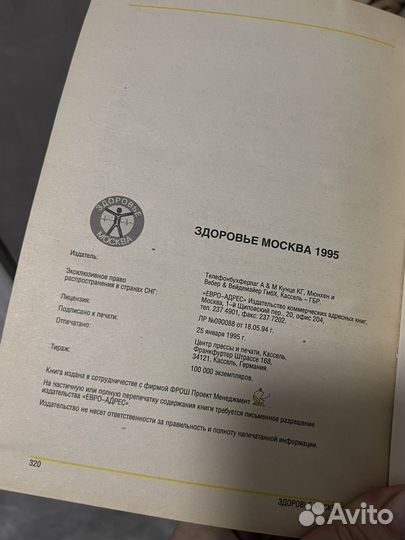 ЗДОРОВЬЕ
МОСКВА
ЗДОРОВЬЕ МОСКВА 1995
Издатель:
Телефонбухферлаг А & М Кунце КГ, Мюнхен и
Вебер & Вейдемэйер ГмбХ, Кассель – ГБР
Эксклюзивное право
распространения в странах СНГ:
«ЕВРО-АДРЕС» Издательство коммерческих адресных книг,
Москва, 1-й Щиповский пер., 20, офис 204,
тел. 237 4901, факс: 237 7202.
Лицензия:
ЛР №090088 от 18.05.94 г.
Подписано к печати:
25 января 1995 г.
Отпечатано:
Центр прессы и печати, Кассель,
Франкфуртер Штрассе 168,
34121, Кассель, Германия.
Тираж:
100 000 экземпляров.
Книга издана в сотрудничестве с фирмой ФРОШ Проект Менеджмент
На частичную или полную перепечатку содержания книги требуется письменное разрешение
издательства «ЕВРО-АДРЕС».
Издательство не несет ответственности за правильность и полноту напечатанной информации.
320
Avito